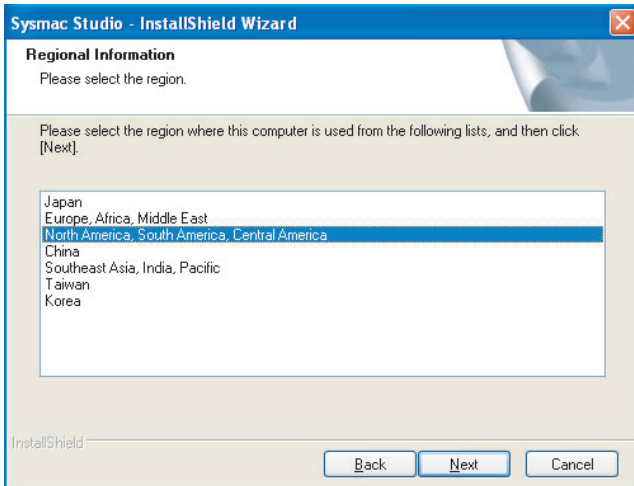 Sysmac Studio - InstallShield Wizard
Regional Information
Please select the region.
Please select the region where this computer is used from the following lists, and then click
[Next].
Japan
Europe, Africa, Middle East
North America, South America, Central America
China
Southeast Asia, India, Pacific
Taiwan
Korea
InstallShield
Back
Next
Cancel